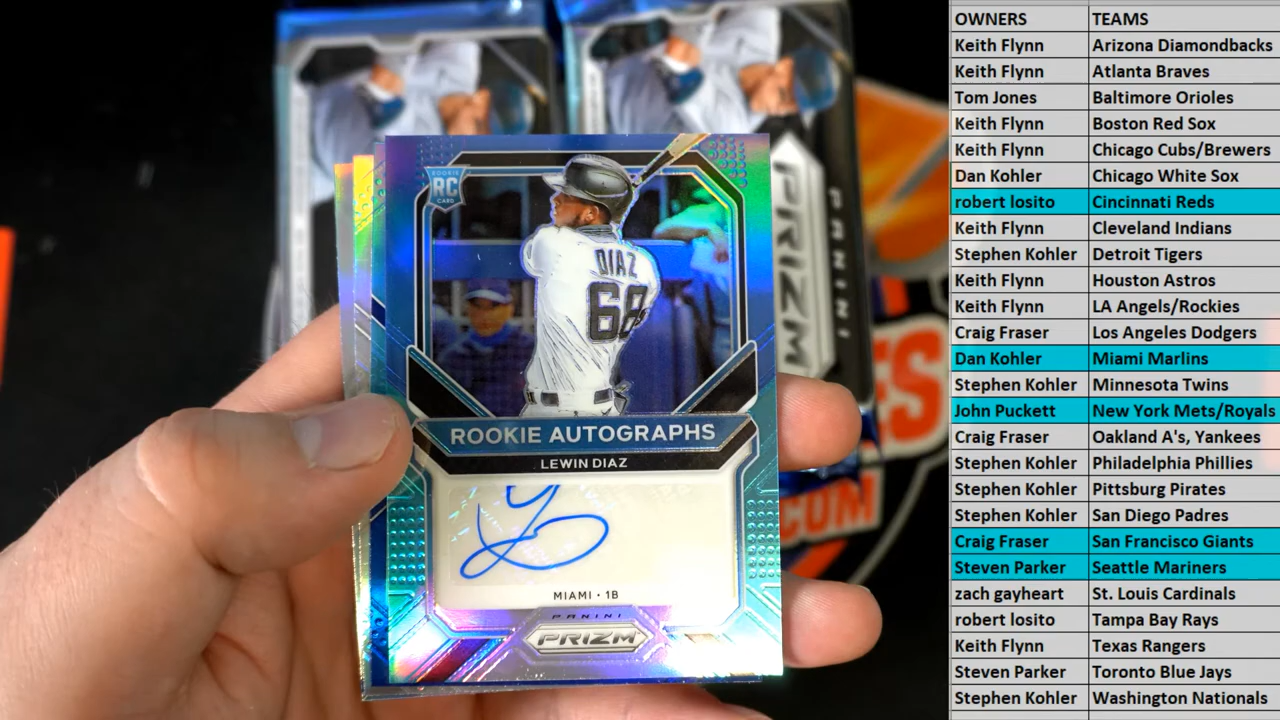 ROOKIE
RC
CARD
DIAZ
68
ROOKIE AUTOGRAPHS
LEWIN DIAZ
MIAMI · 1B
PANINI
PRIZM
PANINI
PRIZM
ES
COM
OWNERS TEAMS
Keith Flynn Arizona Diamondbacks
Keith Flynn Atlanta Braves
Tom Jones Baltimore Orioles
Keith Flynn Boston Red Sox
Keith Flynn Chicago Cubs/Brewers
Dan Kohler Chicago White Sox
robert losito Cincinnati Reds
Keith Flynn Cleveland Indians
Stephen Kohler Detroit Tigers
Keith Flynn Houston Astros
Keith Flynn LA Angels/Rockies
Craig Fraser Los Angeles Dodgers
Dan Kohler Miami Marlins
Stephen Kohler Minnesota Twins
John Puckett New York Mets/Royals
Craig Fraser Oakland A's, Yankees
Stephen Kohler Philadelphia Phillies
Stephen Kohler Pittsburg Pirates
Stephen Kohler San Diego Padres
Craig Fraser San Francisco Giants
Steven Parker Seattle Mariners
zach gayheart St. Louis Cardinals
robert losito Tampa Bay Rays
Keith Flynn Texas Rangers
Steven Parker Toronto Blue Jays
Stephen Kohler Washington Nationals